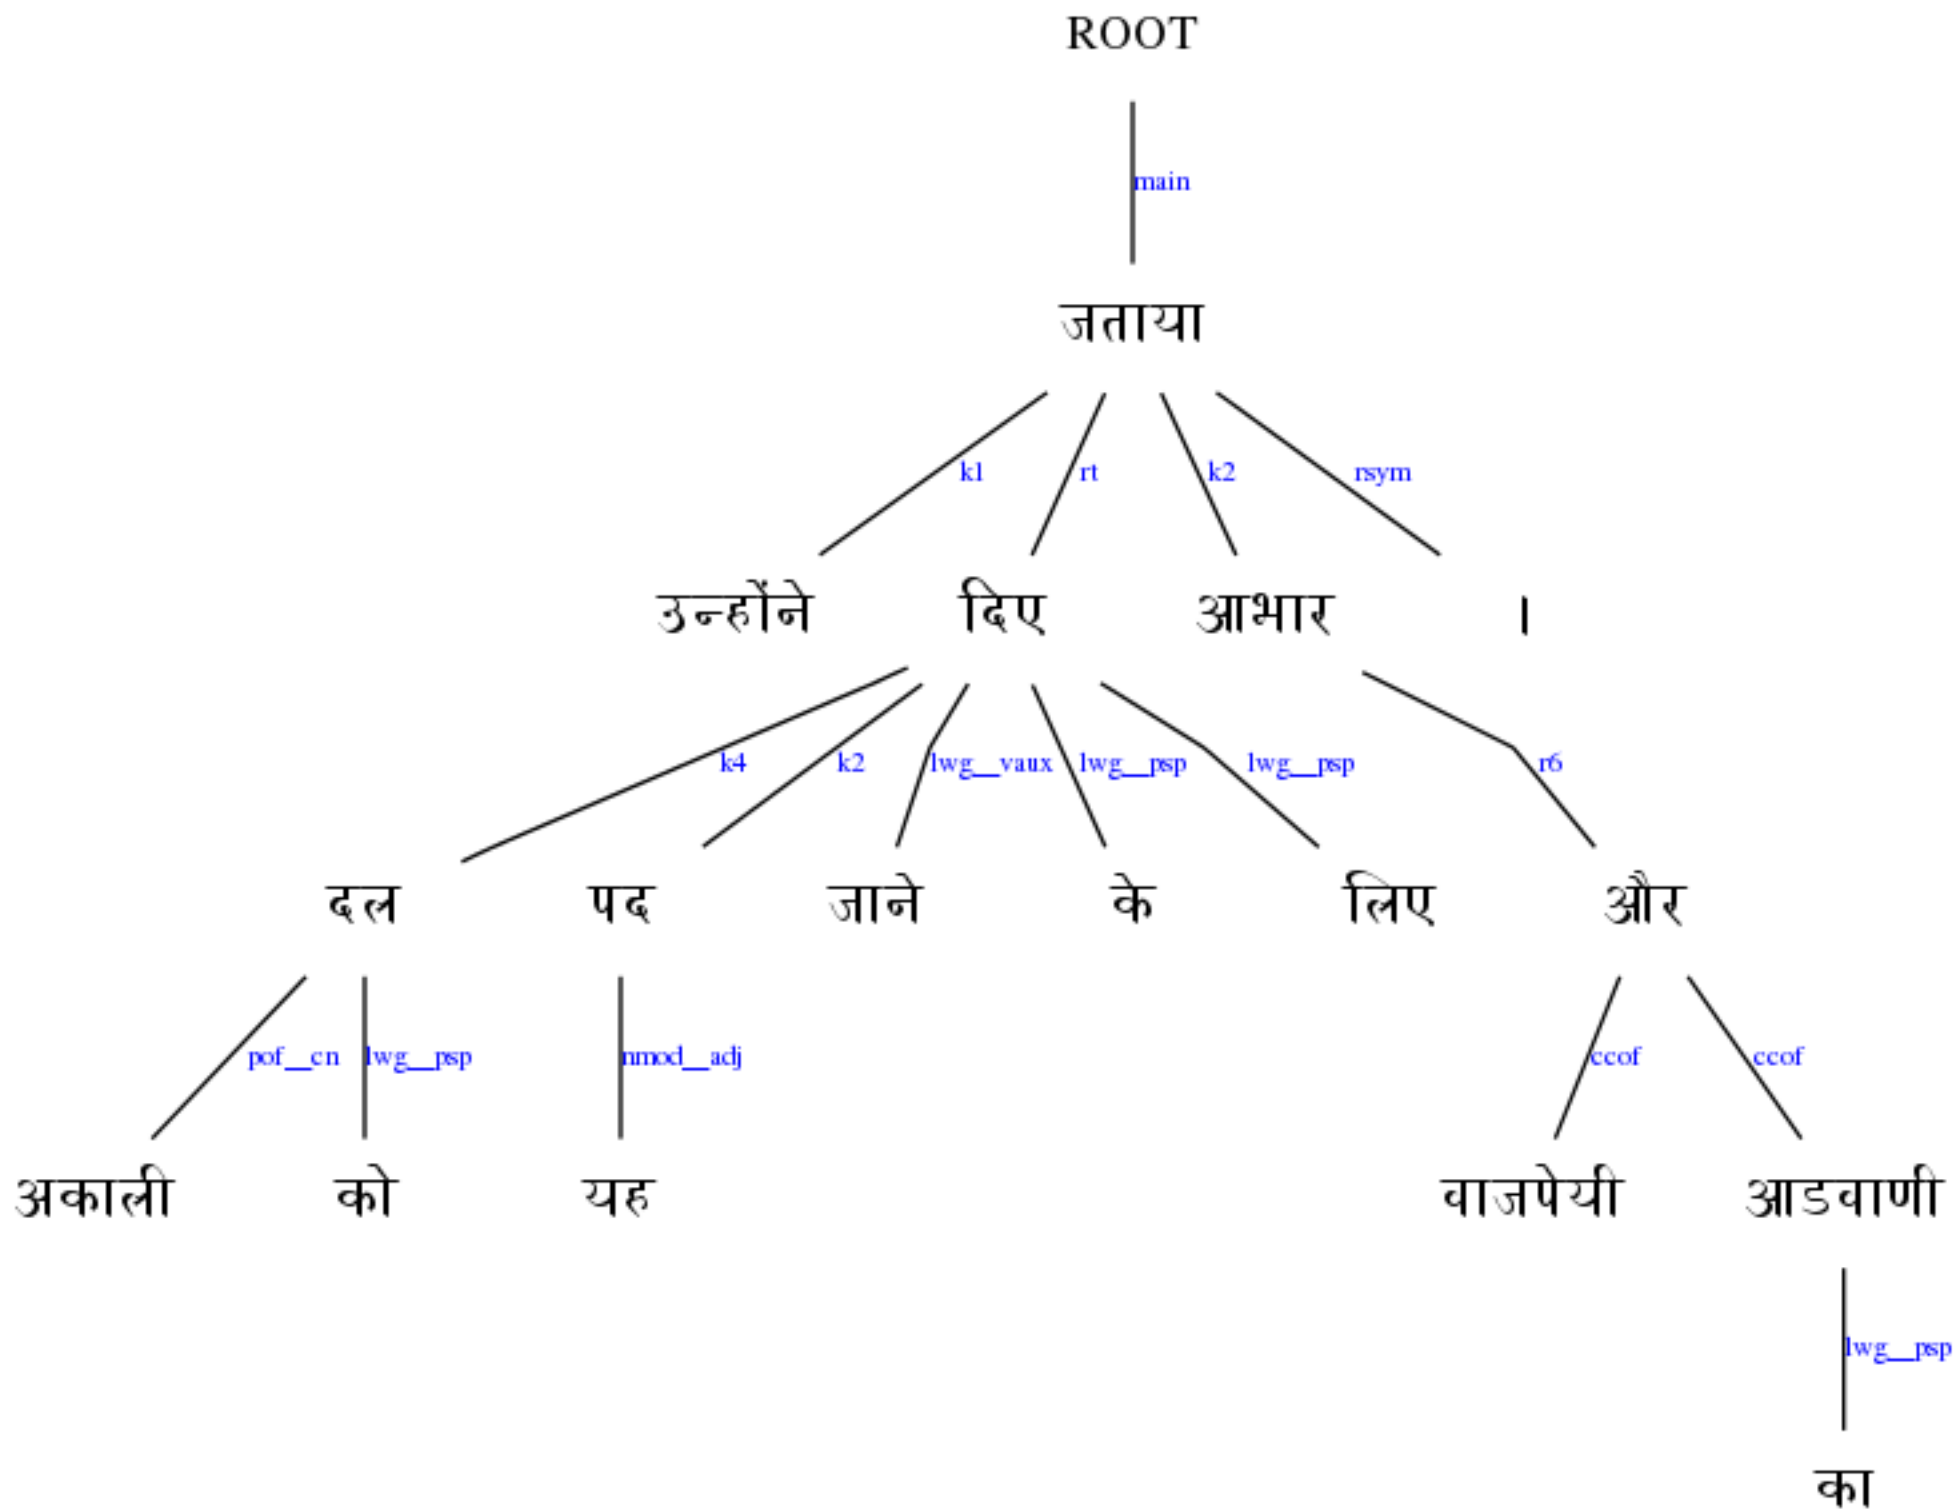 ROOT
main
जताया
k1 rt k2 rsym
उन्होंने दिए आभार ।
k4 k2 lwg__vaux lwg__psp lwg__psp r6
दल पद जाने के लिए और
pof__cn lwg__psp nmod__adj ccof ccof
अकाली को यह वाजपेयी आडवाणी
lwg__psp
का